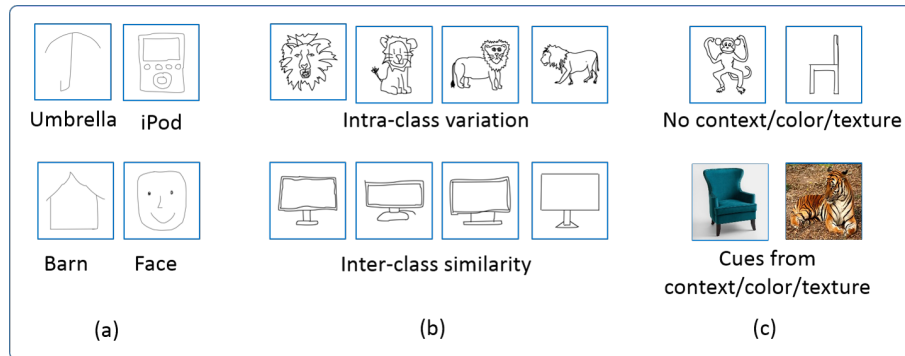 Umbrella
iPod
Intra-class variation
No context/color/texture
Barn
Face
Inter-class similarity
Cues from
context/color/texture
(a)
(b)
(c)